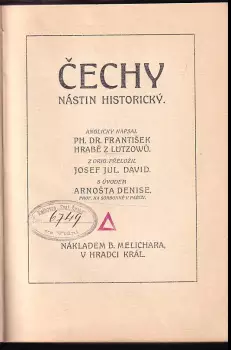 ČECHY
NÁSTIN HISTORICKÝ.
ANGLICKY NAPSAL
PH. DR. FRANTIŠEK
HRABĚ Z LÜTZOWŮ.
Z ORIG. PŘELOŽIL
JOSEF JUL. DAVID.
S ÚVODEM
ARNOŠTA DENISE,
PROF. NA SORBONNĚ V PAŘÍŽI.
6749
NÁKLADEM B. MELICHARA,
V HRADCI KRÁL.